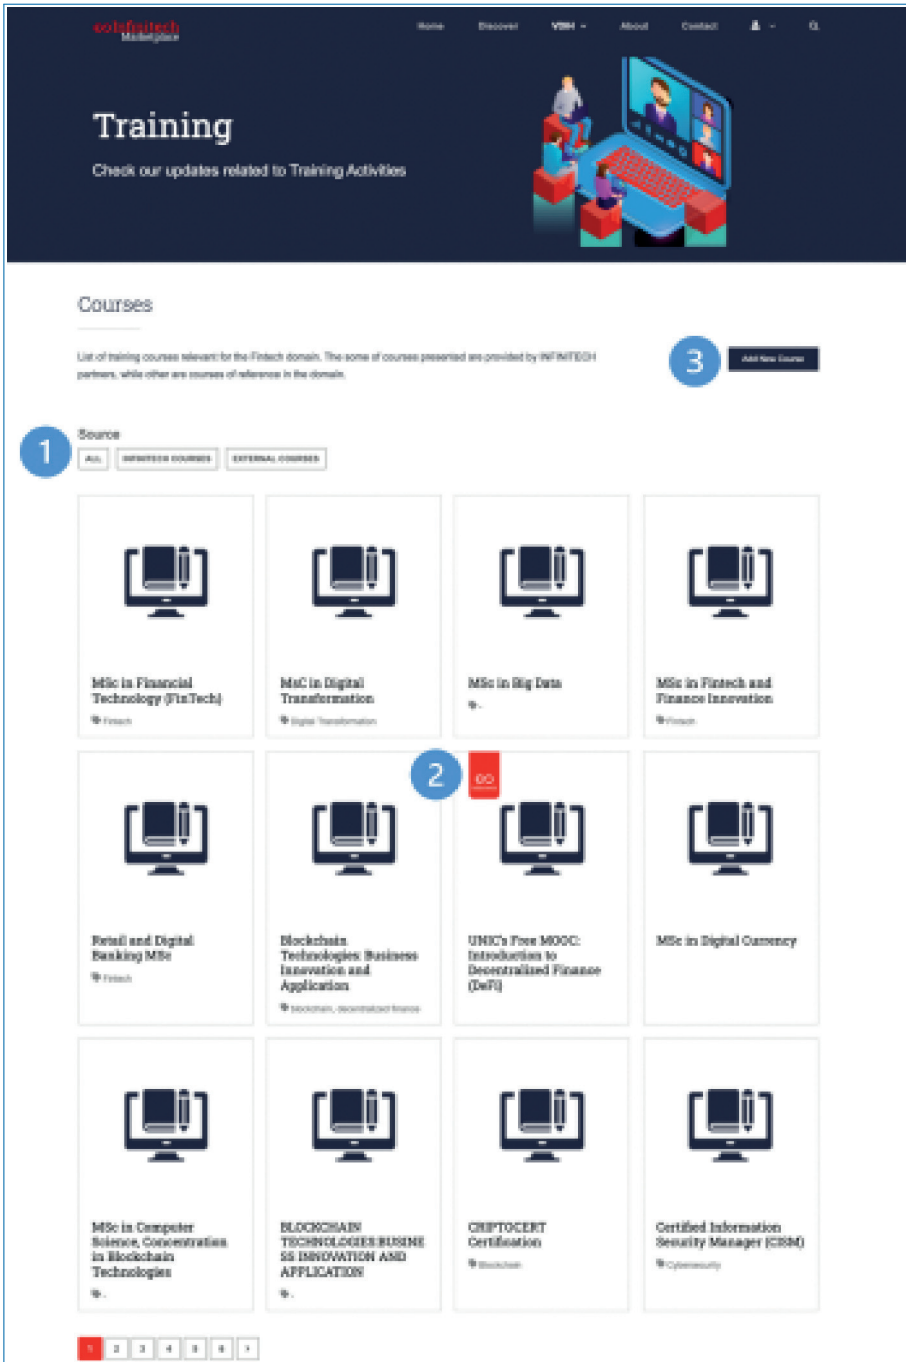 Marketplace
Home Discover VDIH About Contact
Training
Check our updates related to Training Activities
Courses
List of training courses relevant for the Fintech domain. The some of courses presented are provided by INFINITECH
partners, while other are courses of reference in the domain.
3
Add New Course
1
Source
ALL INFINITECH COURSES EXTERNAL COURSES
MSc in Financial
Technology (FinTech)
Fintech
MsC in Digital
Transformation
Digital Transformation
MSc in Big Data
-
MSc in Fintech and
Finance Innovation
Fintech
2
Retail and Digital
Banking MSc
Fintech
Blockchain
Technologies: Business
Innovation and
Application
blockchain, decentralized finance
UNIC's Free MOOC:
Introduction to
Decentralized Finance
(DeFi)
MSc in Digital Currency
MSc in Computer
Science, Concentration
in Blockchain
Technologies
-
BLOCKCHAIN
TECHNOLOGIES:BUSINE
SS INNOVATION AND
APPLICATION
-
CRIPTOCERT
Certification
Blockchain
Certified Information
Security Manager (CISM)
Cybersecurity
1 2 3 4 5 6 >